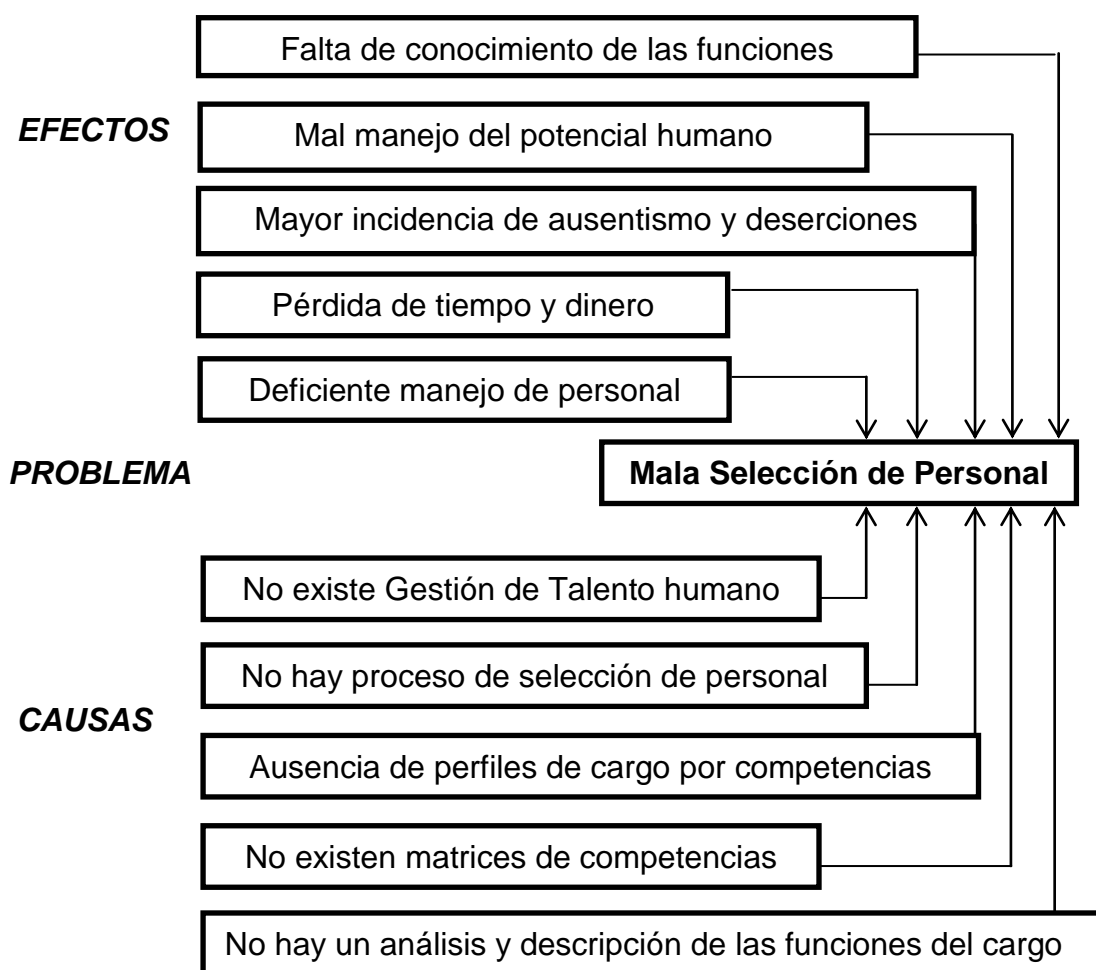 Falta de conocimiento de las funciones
EFECTOS
Mal manejo del potencial humano
Mayor incidencia de ausentismo y deserciones
Pérdida de tiempo y dinero
Deficiente manejo de personal
PROBLEMA
Mala Selección de Personal
No existe Gestión de Talento humano
No hay proceso de selección de personal
CAUSAS
Ausencia de perfiles de cargo por competencias
No existen matrices de competencias
No hay un análisis y descripción de las funciones del cargo